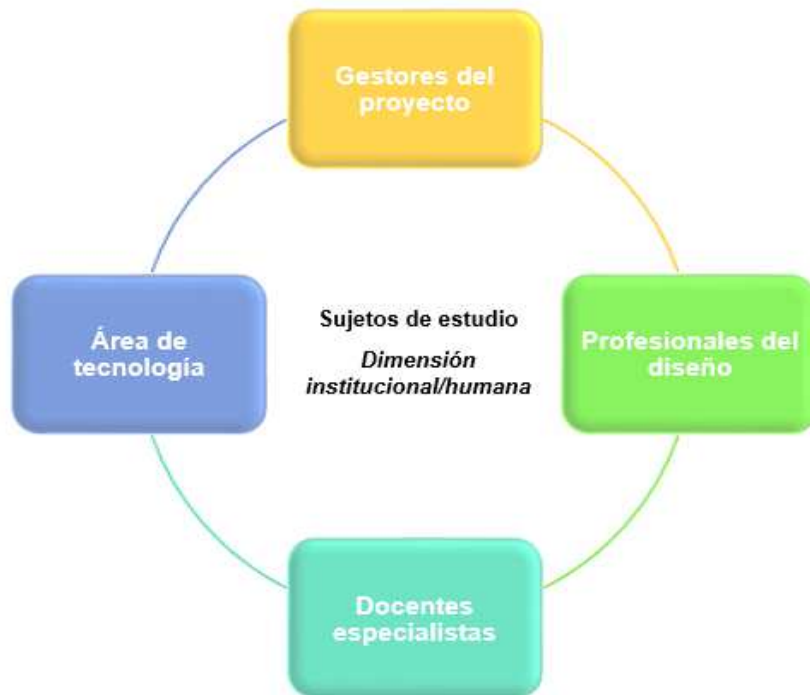 Gestores del
proyecto
Área de
tecnología
Sujetos de estudio
Dimensión
institucional/humana
Profesionales del
diseño
Docentes
especialistas